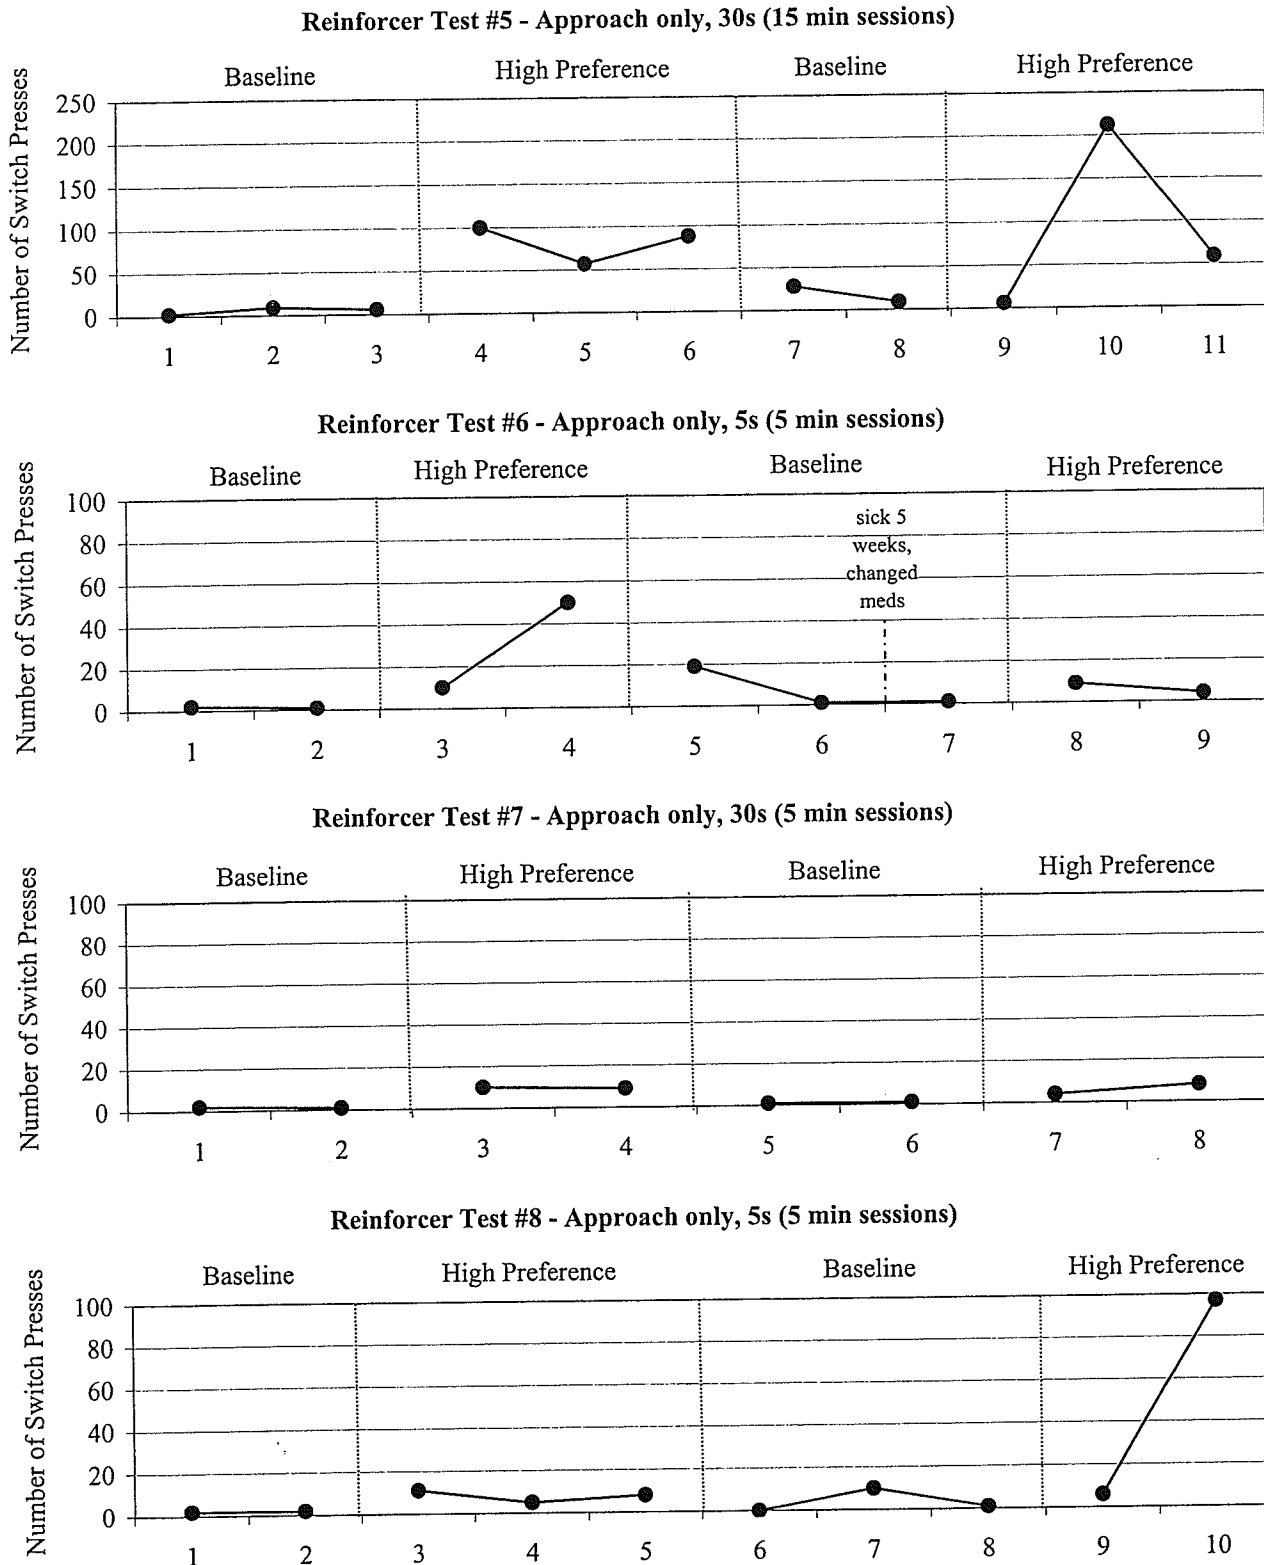 Reinforcer Test #5 - Approach only, 30s (15 min sessions)
Baseline High Preference Baseline High Preference
Number of Switch Presses
250
200
150
100
50
0
1 2 3 4 5 6 7 8 9 10 11
Reinforcer Test #6 - Approach only, 5s (5 min sessions)
Baseline High Preference Baseline High Preference
Number of Switch Presses
100
80
60
40
20
0
sick 5
weeks,
changed
meds
1 2 3 4 5 6 7 8 9
Reinforcer Test #7 - Approach only, 30s (5 min sessions)
Baseline High Preference Baseline High Preference
Number of Switch Presses
100
80
60
40
20
0
1 2 3 4 5 6 7 8
Reinforcer Test #8 - Approach only, 5s (5 min sessions)
Baseline High Preference Baseline High Preference
Number of Switch Presses
100
80
60
40
20
0
1 2 3 4 5 6 7 8 9 10